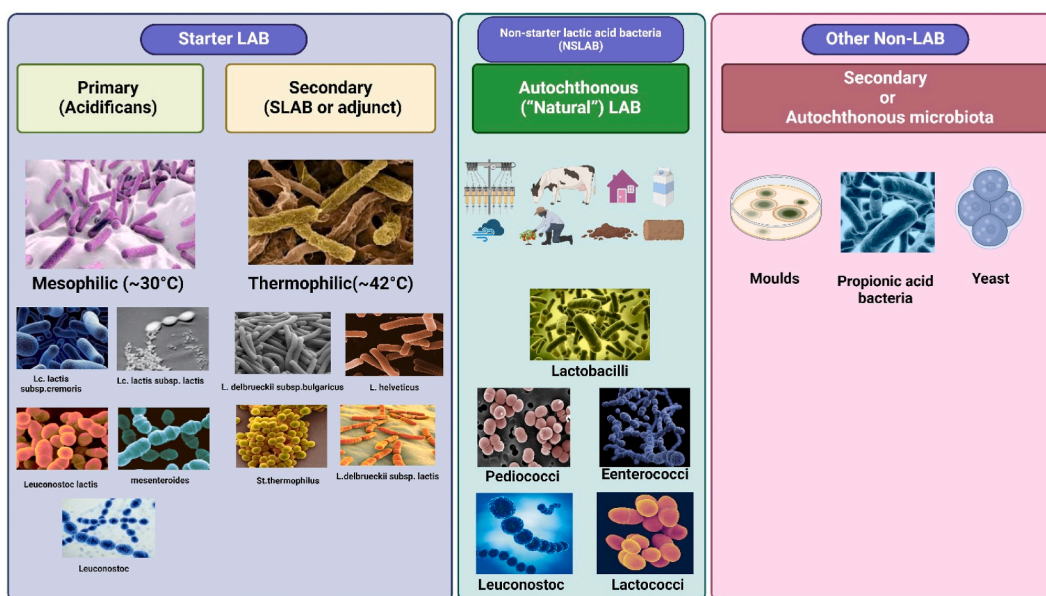 Starter LAB
Primary
(Acidificans)
Secondary
(SLAB or adjunct)
Mesophilic (~30°C)
Thermophilic(~42°C)
Lc. lactis
subsp.cremoris
Lc. lactis subsp. lactis
L. delbrueckii subsp.bulgaricus
L. helveticus
Leuconostoc lactis
mesenteroides
St.thermophilus
L.delbrueckii subsp. lactis
Leuconostoc
Non-starter lactic acid bacteria
(NSLAB)
Autochthonous
(“Natural”) LAB
Lactobacilli
Pediococci
Eenterococci
Leuconostoc
Lactococci
Other Non-LAB
Secondary
or
Autochthonous microbiota
Moulds
Propionic acid
bacteria
Yeast